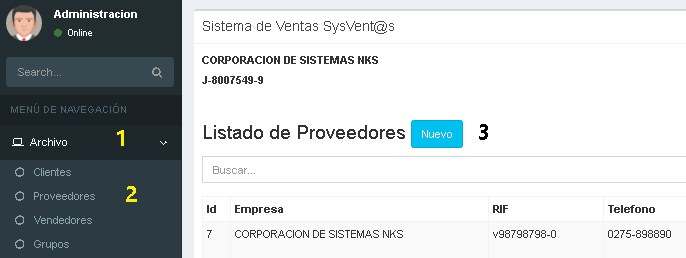 Administracion
Online
Search...
MENÚ DE NAVEGACIÓN
Archivo 1
Clientes
Proveedores 2
Vendedores
Grupos
Sistema de Ventas SysVent@s
CORPORACION DE SISTEMAS NKS
J-8007549-9
Listado de Proveedores Nuevo 3
Buscar...
Id Empresa RIF Telefono
7 CORPORACION DE SISTEMAS NKS v98798798-0 0275-898890